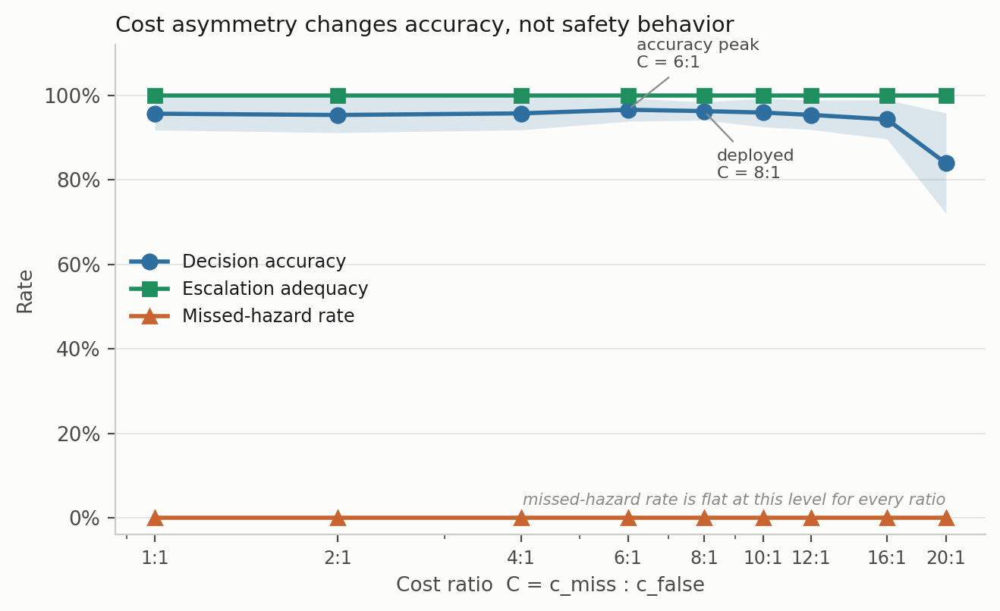 Cost asymmetry changes accuracy, not safety behavior
accuracy peak
C = 6:1
100%
deployed
C = 8:1
80%
60%
Decision accuracy
Escalation adequacy
Missed-hazard rate
Rate
40%
20%
missed-hazard rate is flat at this level for every ratio
0%
1:1 2:1 4:1 6:1 8:1 10:1 12:1 16:1 20:1
Cost ratio  C = c_miss : c_false